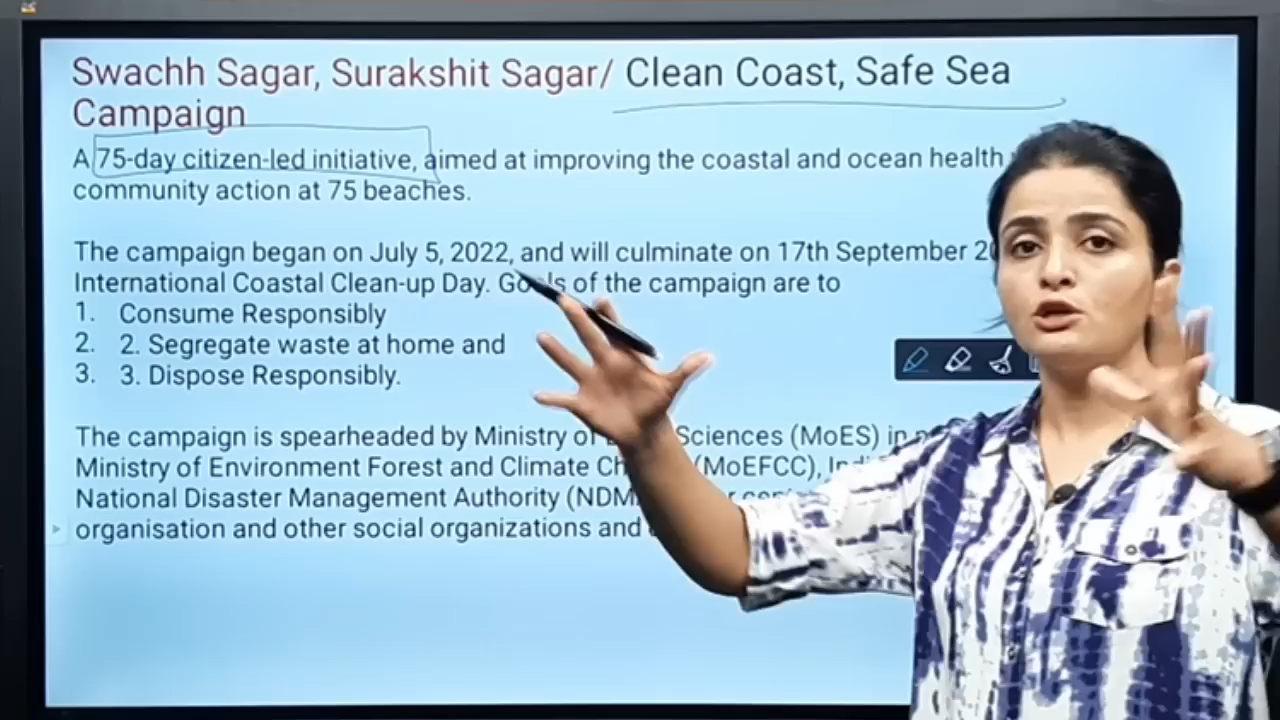 Swachh Sagar, Surakshit Sagar/ Clean Coast, Safe Sea
Campaign
A 75-day citizen-led initiative, aimed at improving the coastal and ocean health
community action at 75 beaches.
The campaign began on July 5, 2022, and will culminate on 17th September
International Coastal Clean-up Day. Goals of the campaign are to
1. Consume Responsibly
2. 2. Segregate waste at home and
3. 3. Dispose Responsibly.
The campaign is spearheaded by Ministry of Sciences (MoES) in
Ministry of Environment Forest and Climate (MoEFCC),
National Disaster Management Authority
organisation and other social organizations and